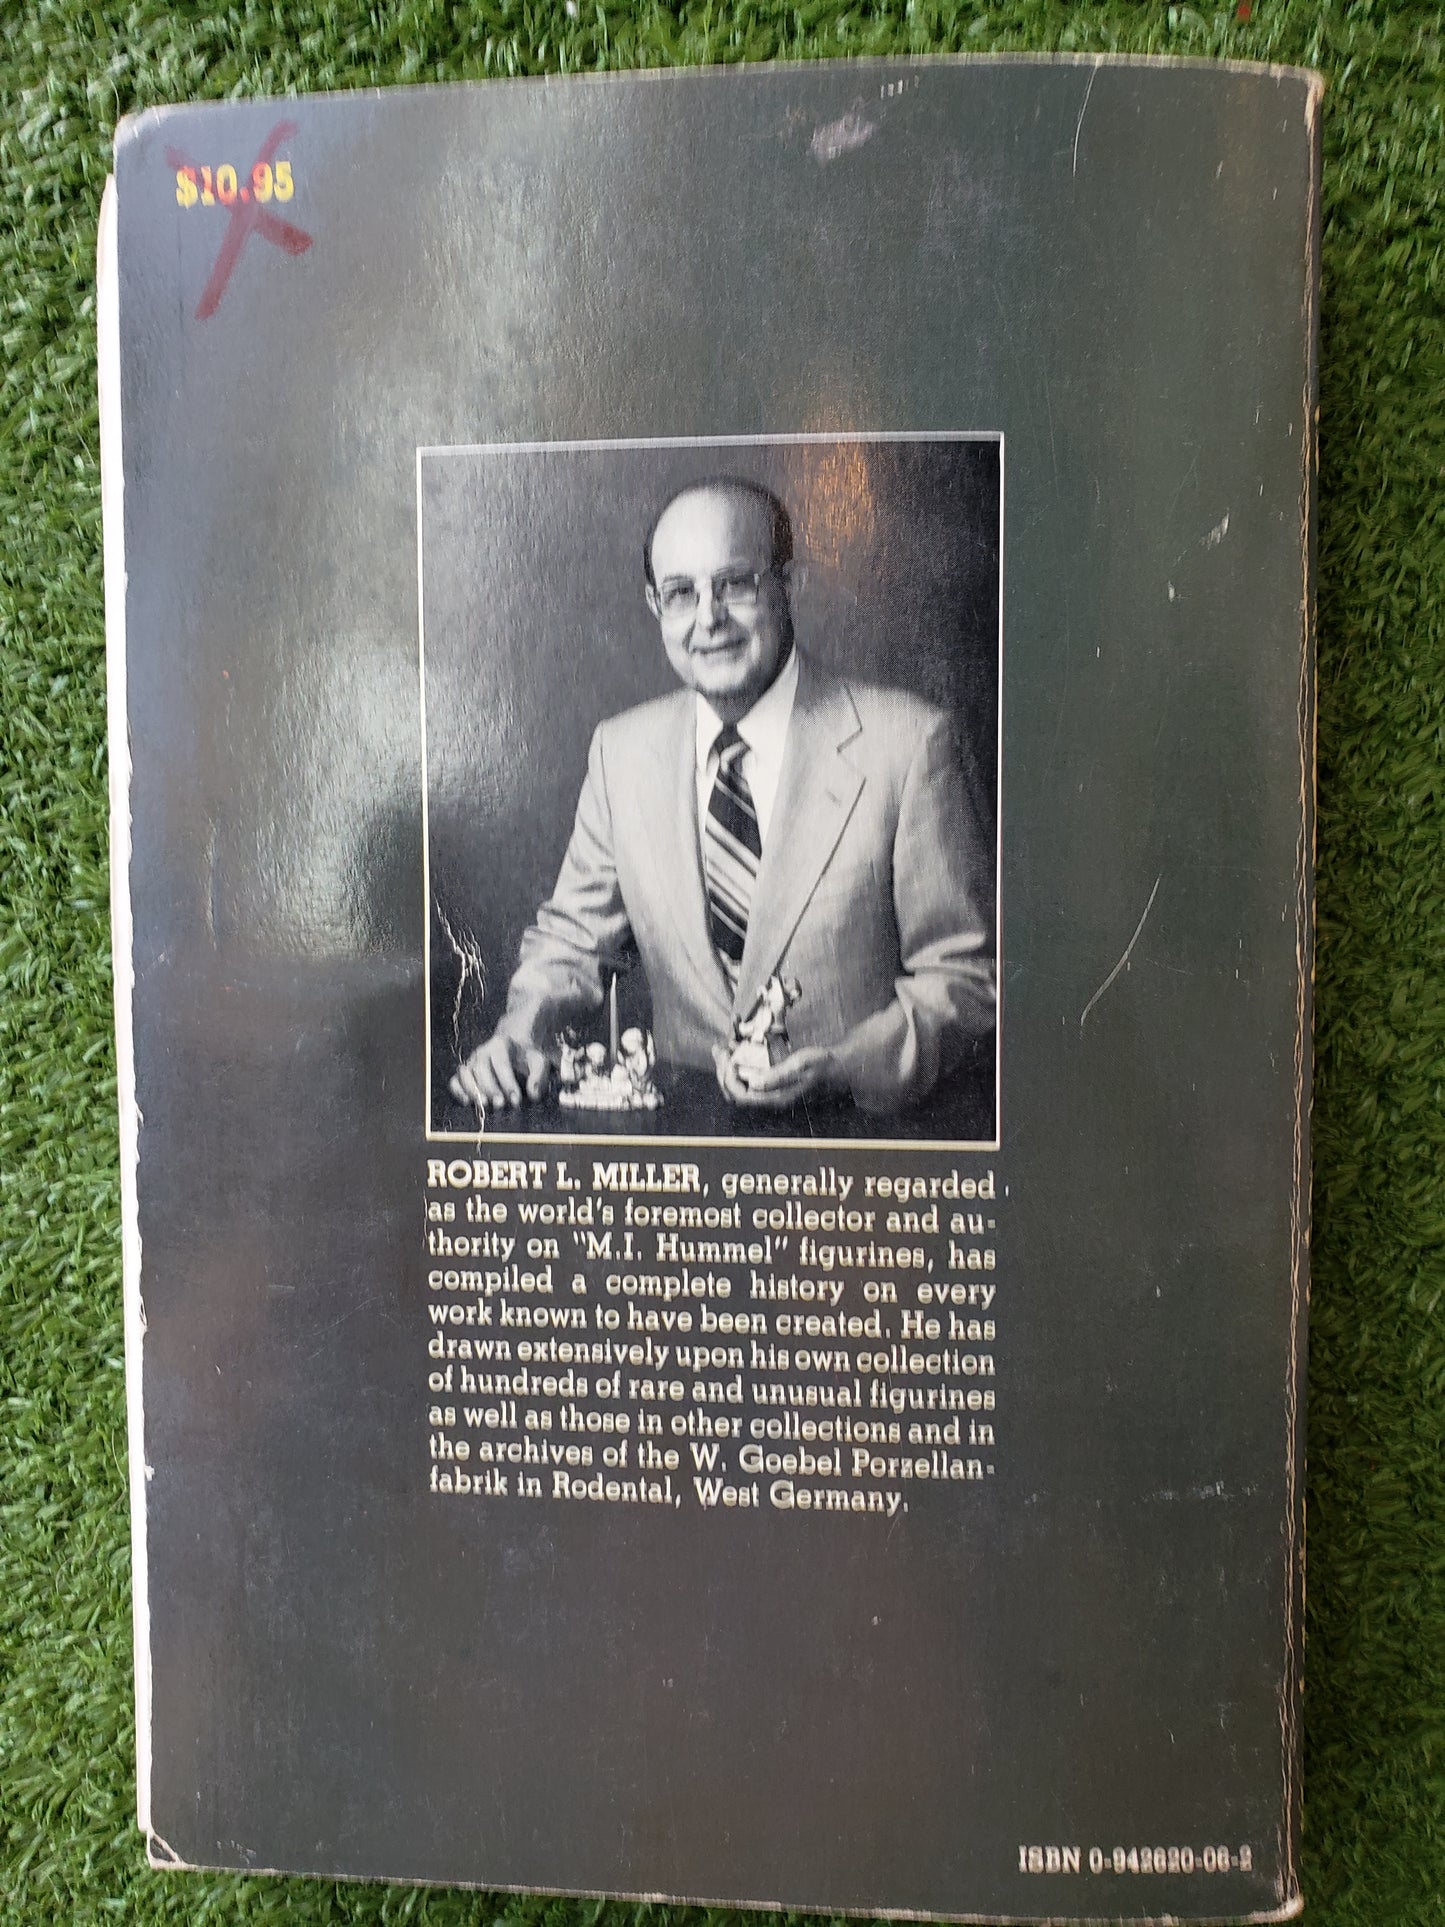 $10.95
ROBERT L. MILLER, generally regarded
as the world's foremost collector and au-
thority on "M.I. Hummel" figurines, has
compiled a complete history on every
work known to have been created. He has
drawn extensively upon his own collection
of hundreds of rare and unusual figurines
as well as those in other collections and in
the archives of the W. Goebel Porzellan-
fabrik in Rodental, West Germany.
ISBN 0-942620-06-2